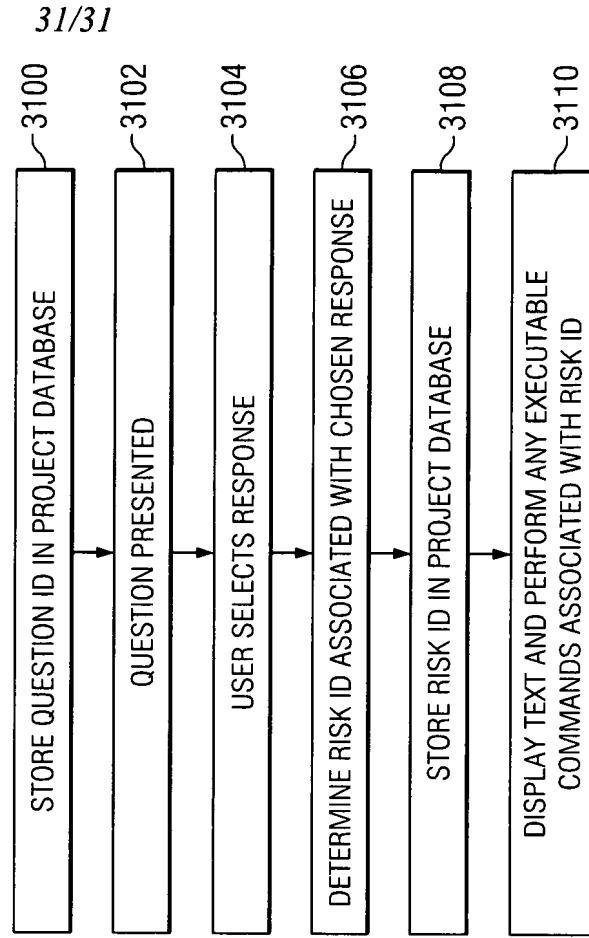 31/31
STORE QUESTION ID IN PROJECT DATABASE
3100
QUESTION PRESENTED
3102
USER SELECTS RESPONSE
3104
DETERMINE RISK ID ASSOCIATED WITH CHOSEN RESPONSE
3106
STORE RISK ID IN PROJECT DATABASE
3108
DISPLAY TEXT AND PERFORM ANY EXECUTABLE
COMMANDS ASSOCIATED WITH RISK ID
3110